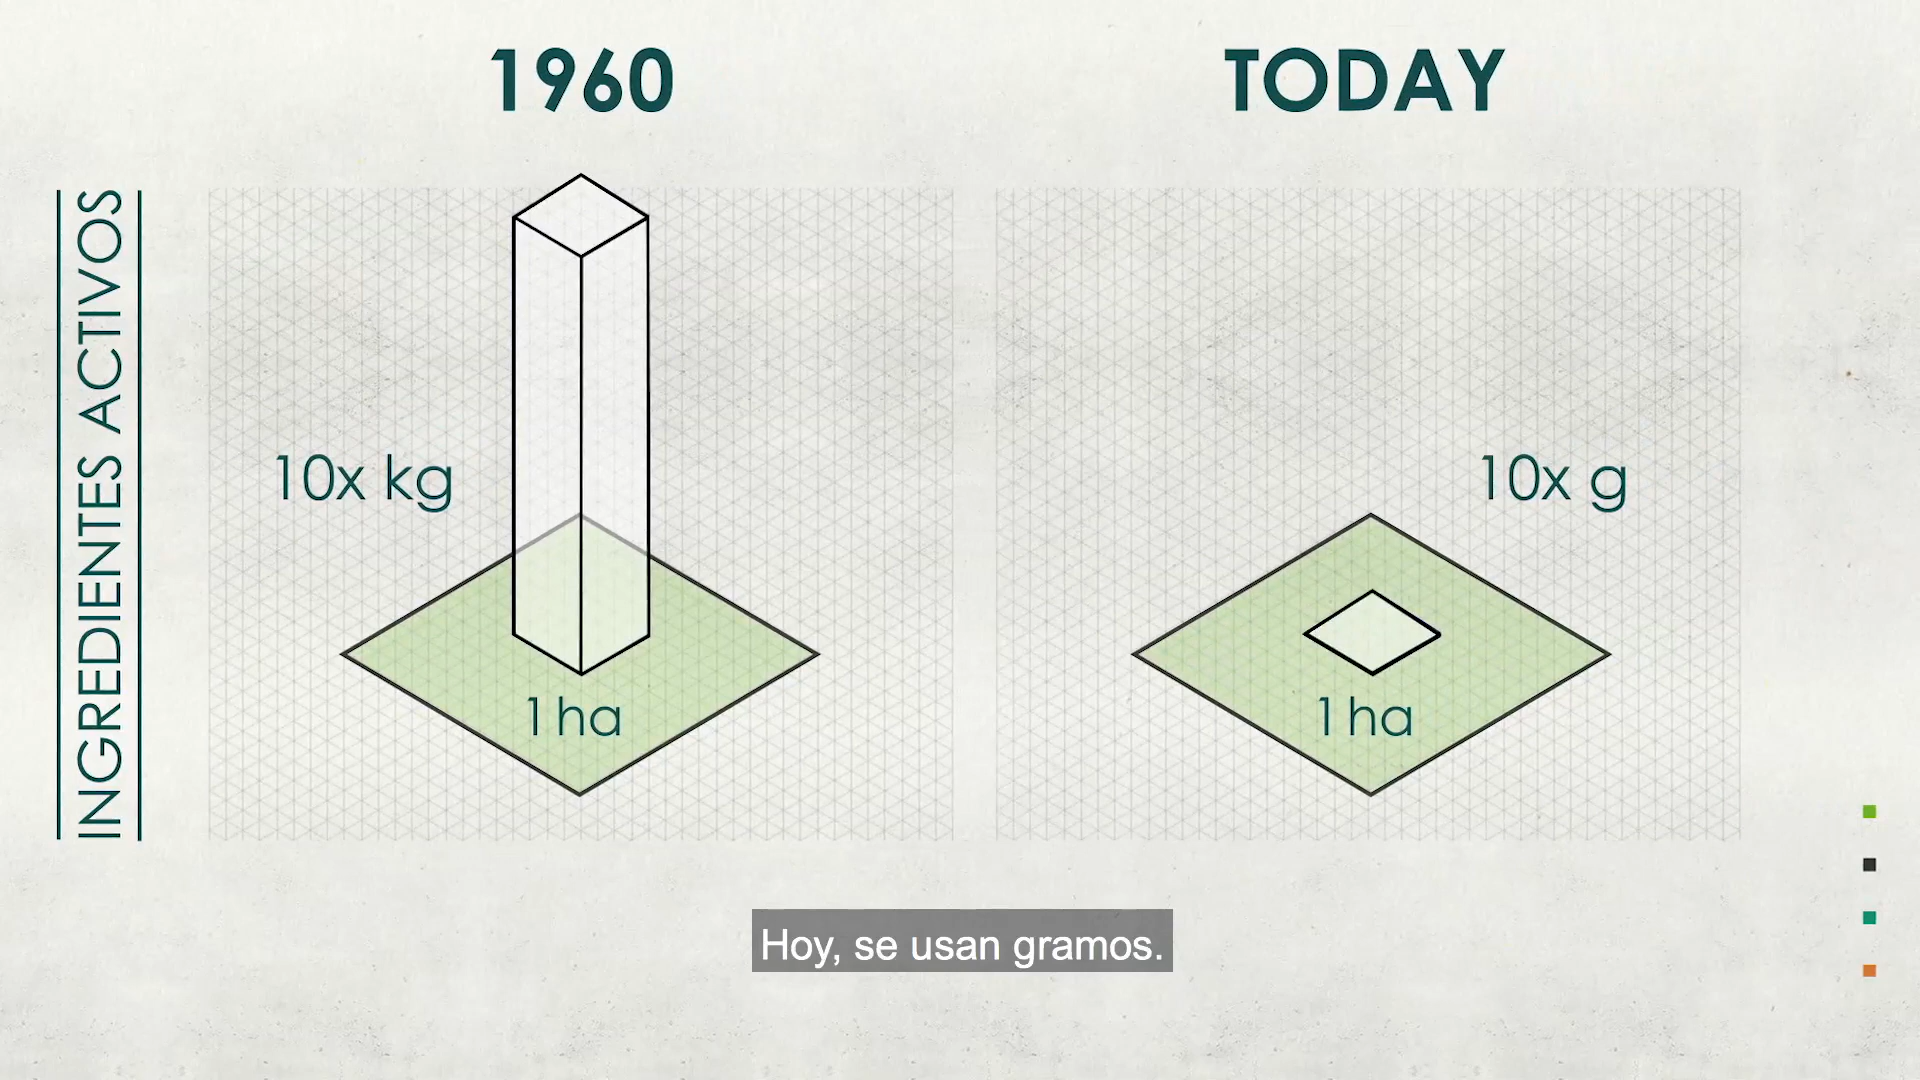 1960
TODAY
INGREDIENTES ACTIVOS
10x kg
10x g
1 ha
1 ha
Hoy, se usan gramos.